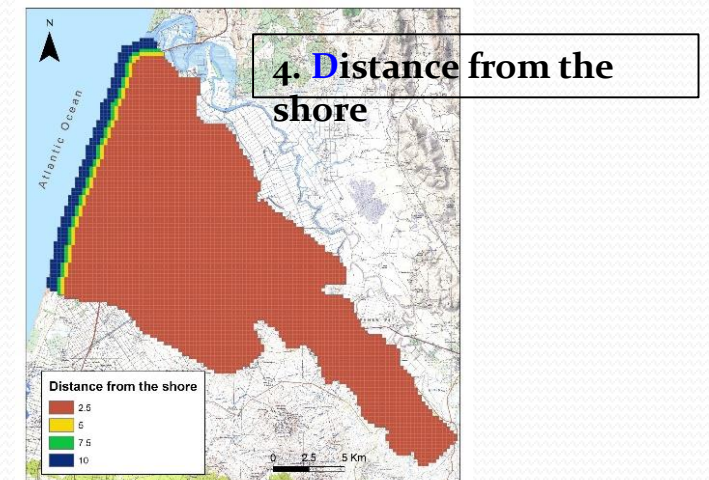 N
4. Distance from the
shore
Atlantic Ocean
Distance from the shore
2.5
5
7.5
10
0 2.5 5 Km